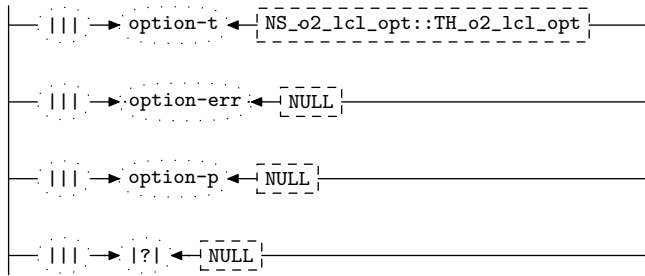 ||| option-t NS_o2_lcl_opt::TH_o2_lcl_opt
||| option-err NULL
||| option-p NULL
||| |?| NULL